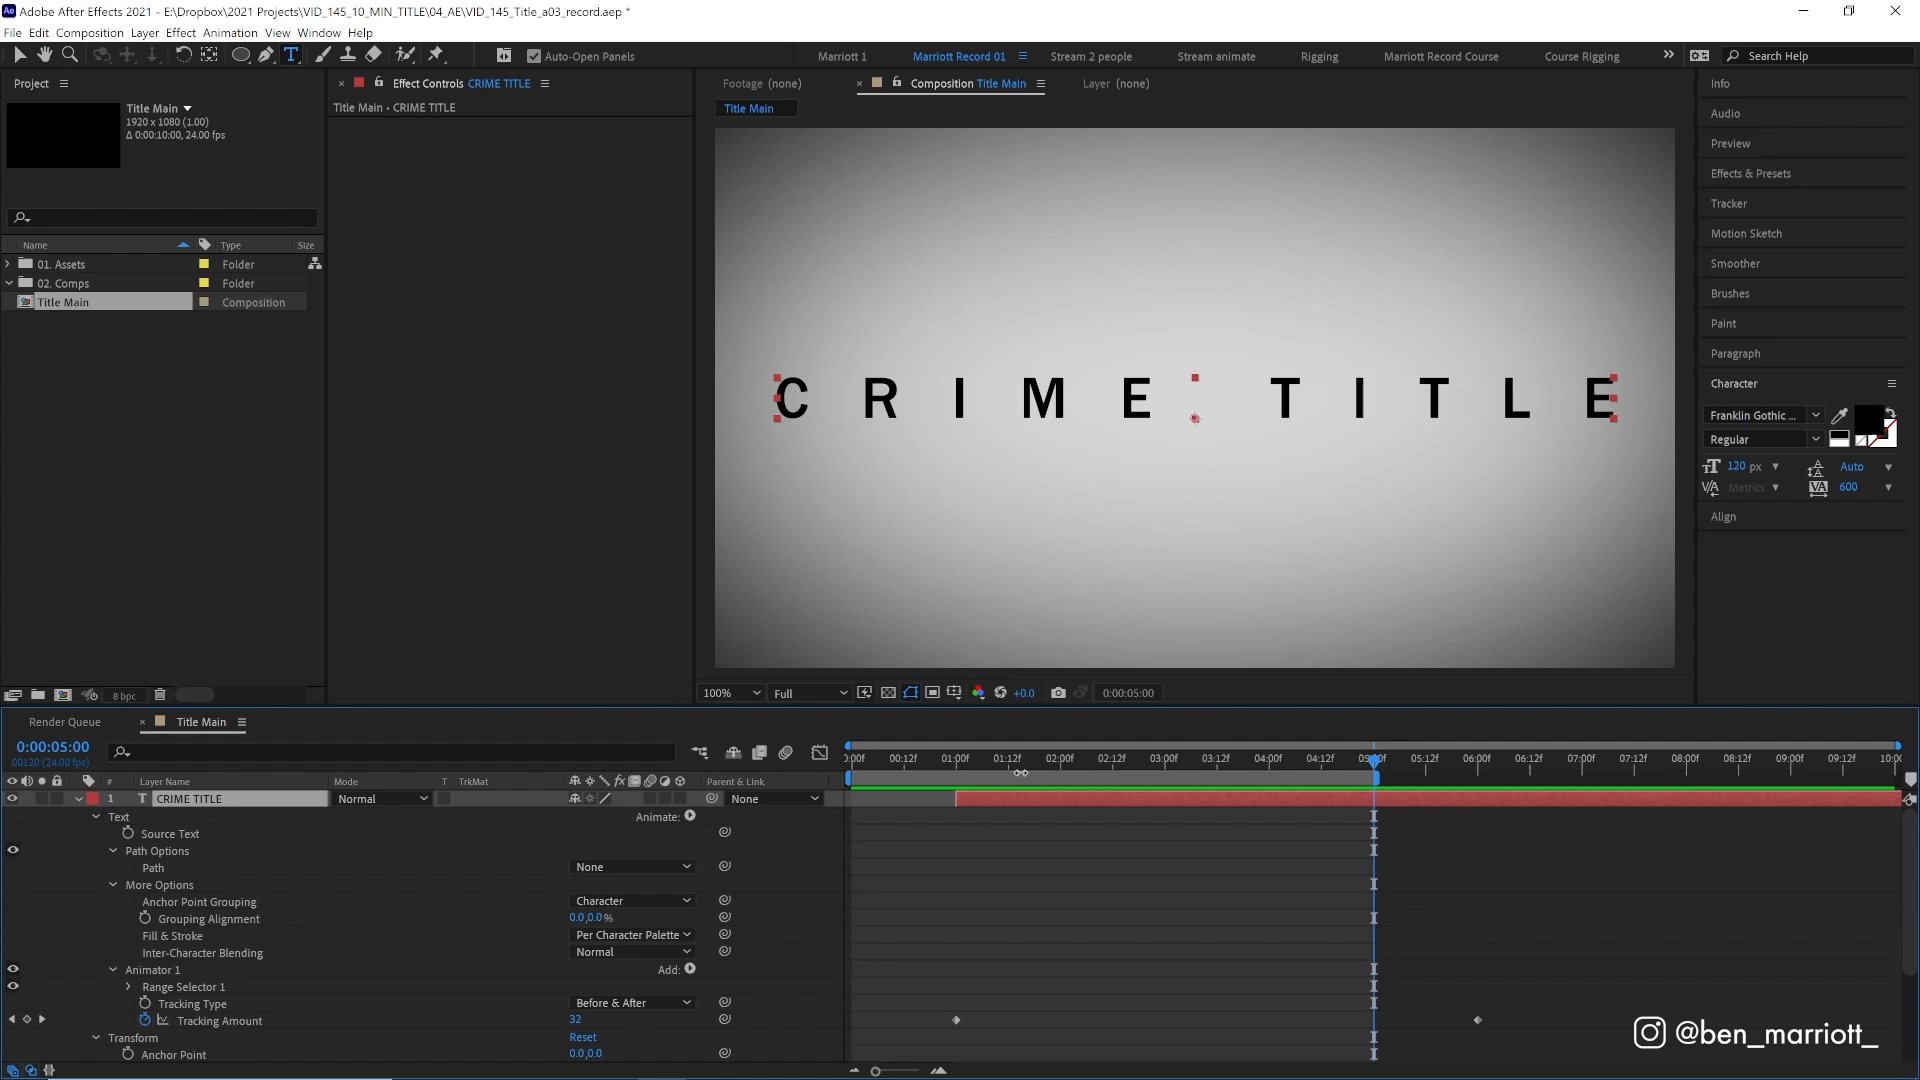 Adobe After Effects 2021 - E:\Dropbox\2021 Projects\VID_145_10_MIN_TITLE\04_AE\VID_145_Title_a03_record.aep *
File Edit Composition Layer Effect Animation View Window Help
Auto-Open Panels
Marriott 1 Marriott Record 01 Stream 2 people Stream animate Rigging Marriott Record Course Course Rigging Search Help
Project
Effect Controls CRIME TITLE
Footage (none) Composition Title Main Layer (none)
Title Main • CRIME TITLE
Title Main
Title Main
1920 x 1080 (1.00)
Δ 0:00:10:00, 24.00 fps
Name Type Size
01. Assets Folder
02. Comps Folder
Title Main Composition
8 bpc
CRIME TITLE
100% Full +0.0 0:00:05:00
Info
Audio
Preview
Effects & Presets
Tracker
Motion Sketch
Smoother
Brushes
Paint
Paragraph
Character
Franklin Gothic ...
Regular
120 px Auto
Metrics 600
Align
Render Queue Title Main
0:00:05:00
00120 (24.00 fps)
:00f 00:12f 01:00f 01:12f 02:00f 02:12f 03:00f 03:12f 04:00f 04:12f 05:00f 05:12f 06:00f 06:12f 07:00f 07:12f 08:00f 08:12f 09:00f 09:12f 10:00
# Layer Name Mode T TrkMat Parent & Link
1 T CRIME TITLE Normal None
Text Animate:
Source Text
Path Options
Path None
More Options
Anchor Point Grouping Character
Grouping Alignment 0.0,0.0%
Fill & Stroke Per Character Palette
Inter-Character Blending Normal
Animator 1 Add:
Range Selector 1
Tracking Type Before & After
Tracking Amount 32
Transform Reset
Anchor Point 0.0,0.0
@ben_marriott_